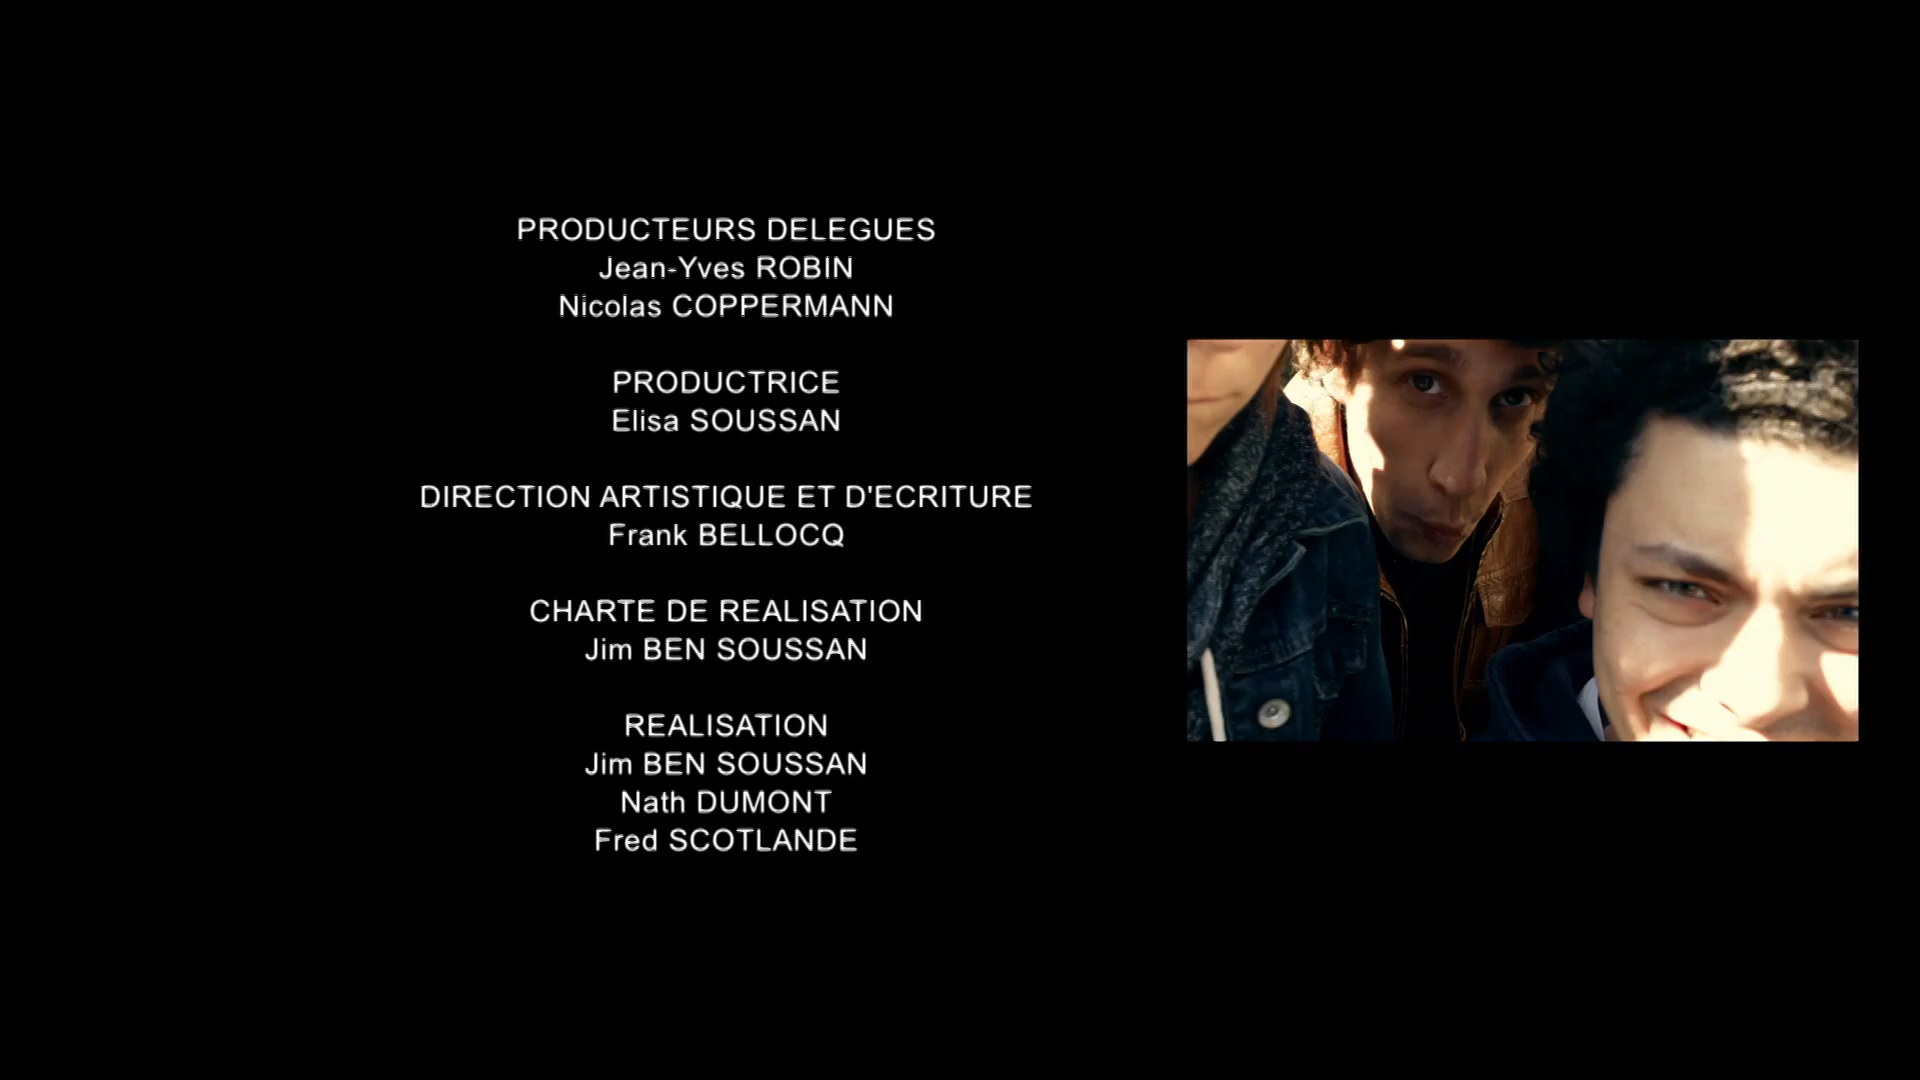 PRODUCTEURS DELEGUES
Jean-Yves ROBIN
Nicolas COPPERMANN
PRODUCTRICE
Elisa SOUSSAN
DIRECTION ARTISTIQUE ET D'ECRITURE
Frank BELLOCQ
CHARTE DE REALISATION
Jim BEN SOUSSAN
REALISATION
Jim BEN SOUSSAN
Nath DUMONT
Fred SCOTLANDE